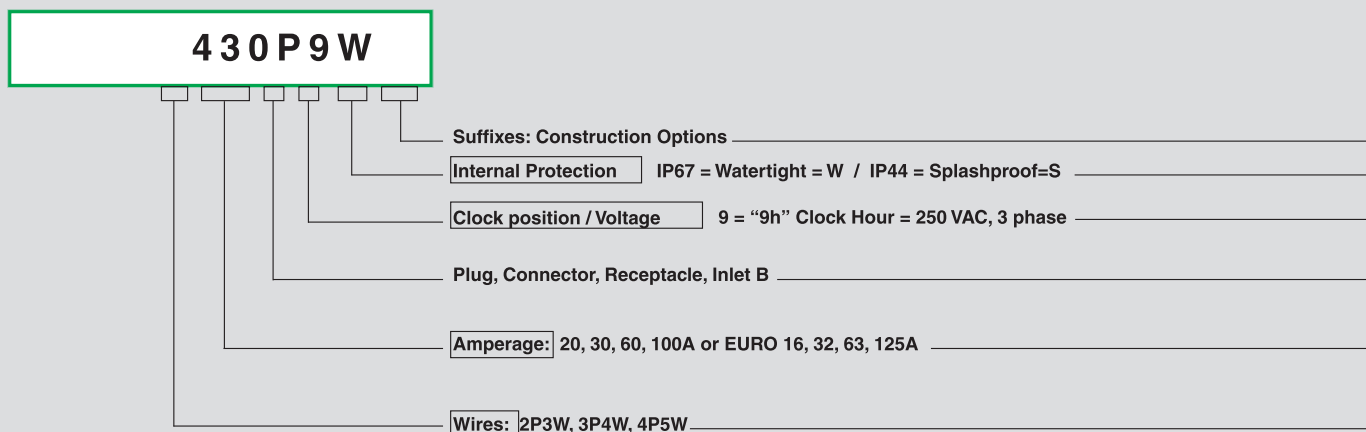 430P9W
Suffixes: Construction Options
Internal Protection IP67 = Watertight = W / IP44 = Splashproof=S
Clock position / Voltage 9 = “9h” Clock Hour = 250 VAC, 3 phase
Plug, Connector, Receptacle, Inlet B
Amperage: 20, 30, 60, 100A or EURO 16, 32, 63, 125A
Wires: 2P3W, 3P4W, 4P5W